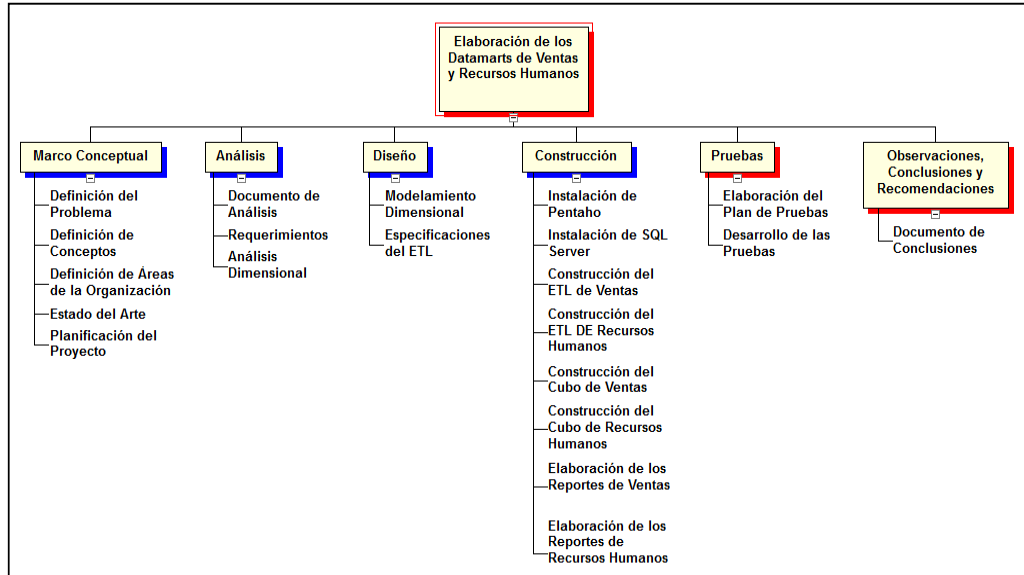 Elaboración de los
Datamarts de Ventas
y Recursos Humanos
Marco Conceptual
Definición del
Problema
Definición de
Conceptos
Definición de Áreas
de la Organización
Estado del Arte
Planificación del
Proyecto
Análisis
Documento de
Análisis
Requerimientos
Análisis
Dimensional
Diseño
Modelamiento
Dimensional
Especificaciones
del ETL
Construcción
Instalación de
Pentaho
Instalación de SQL
Server
Construcción del
ETL de Ventas
Construcción del
ETL DE Recursos
Humanos
Construcción del
Cubo de Ventas
Construcción del
Cubo de Recursos
Humanos
Elaboración de los
Reportes de Ventas
Elaboración de los
Reportes de
Recursos Humanos
Pruebas
Elaboración del
Plan de Pruebas
Desarrollo de las
Pruebas
Observaciones,
Conclusiones y
Recomendaciones
Documento de
Conclusiones